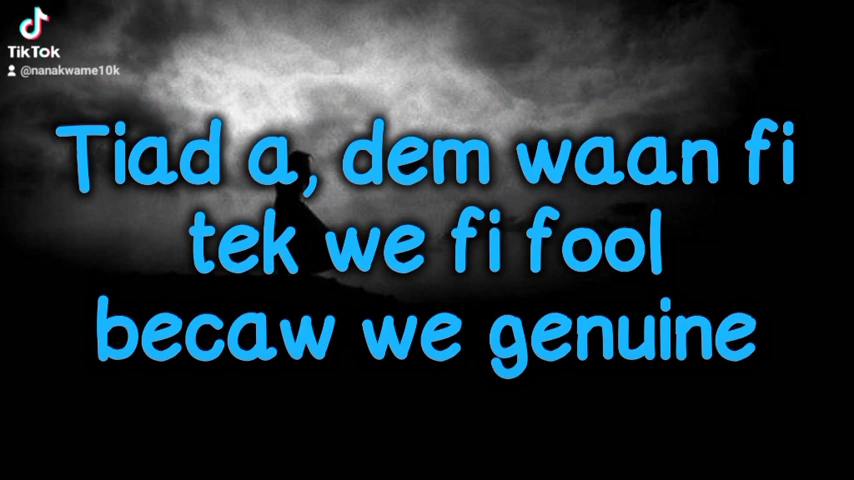 TikTok
@nanakwame10k
Tiad a, dem waan fi
tek we fi fool
becaw we genuine